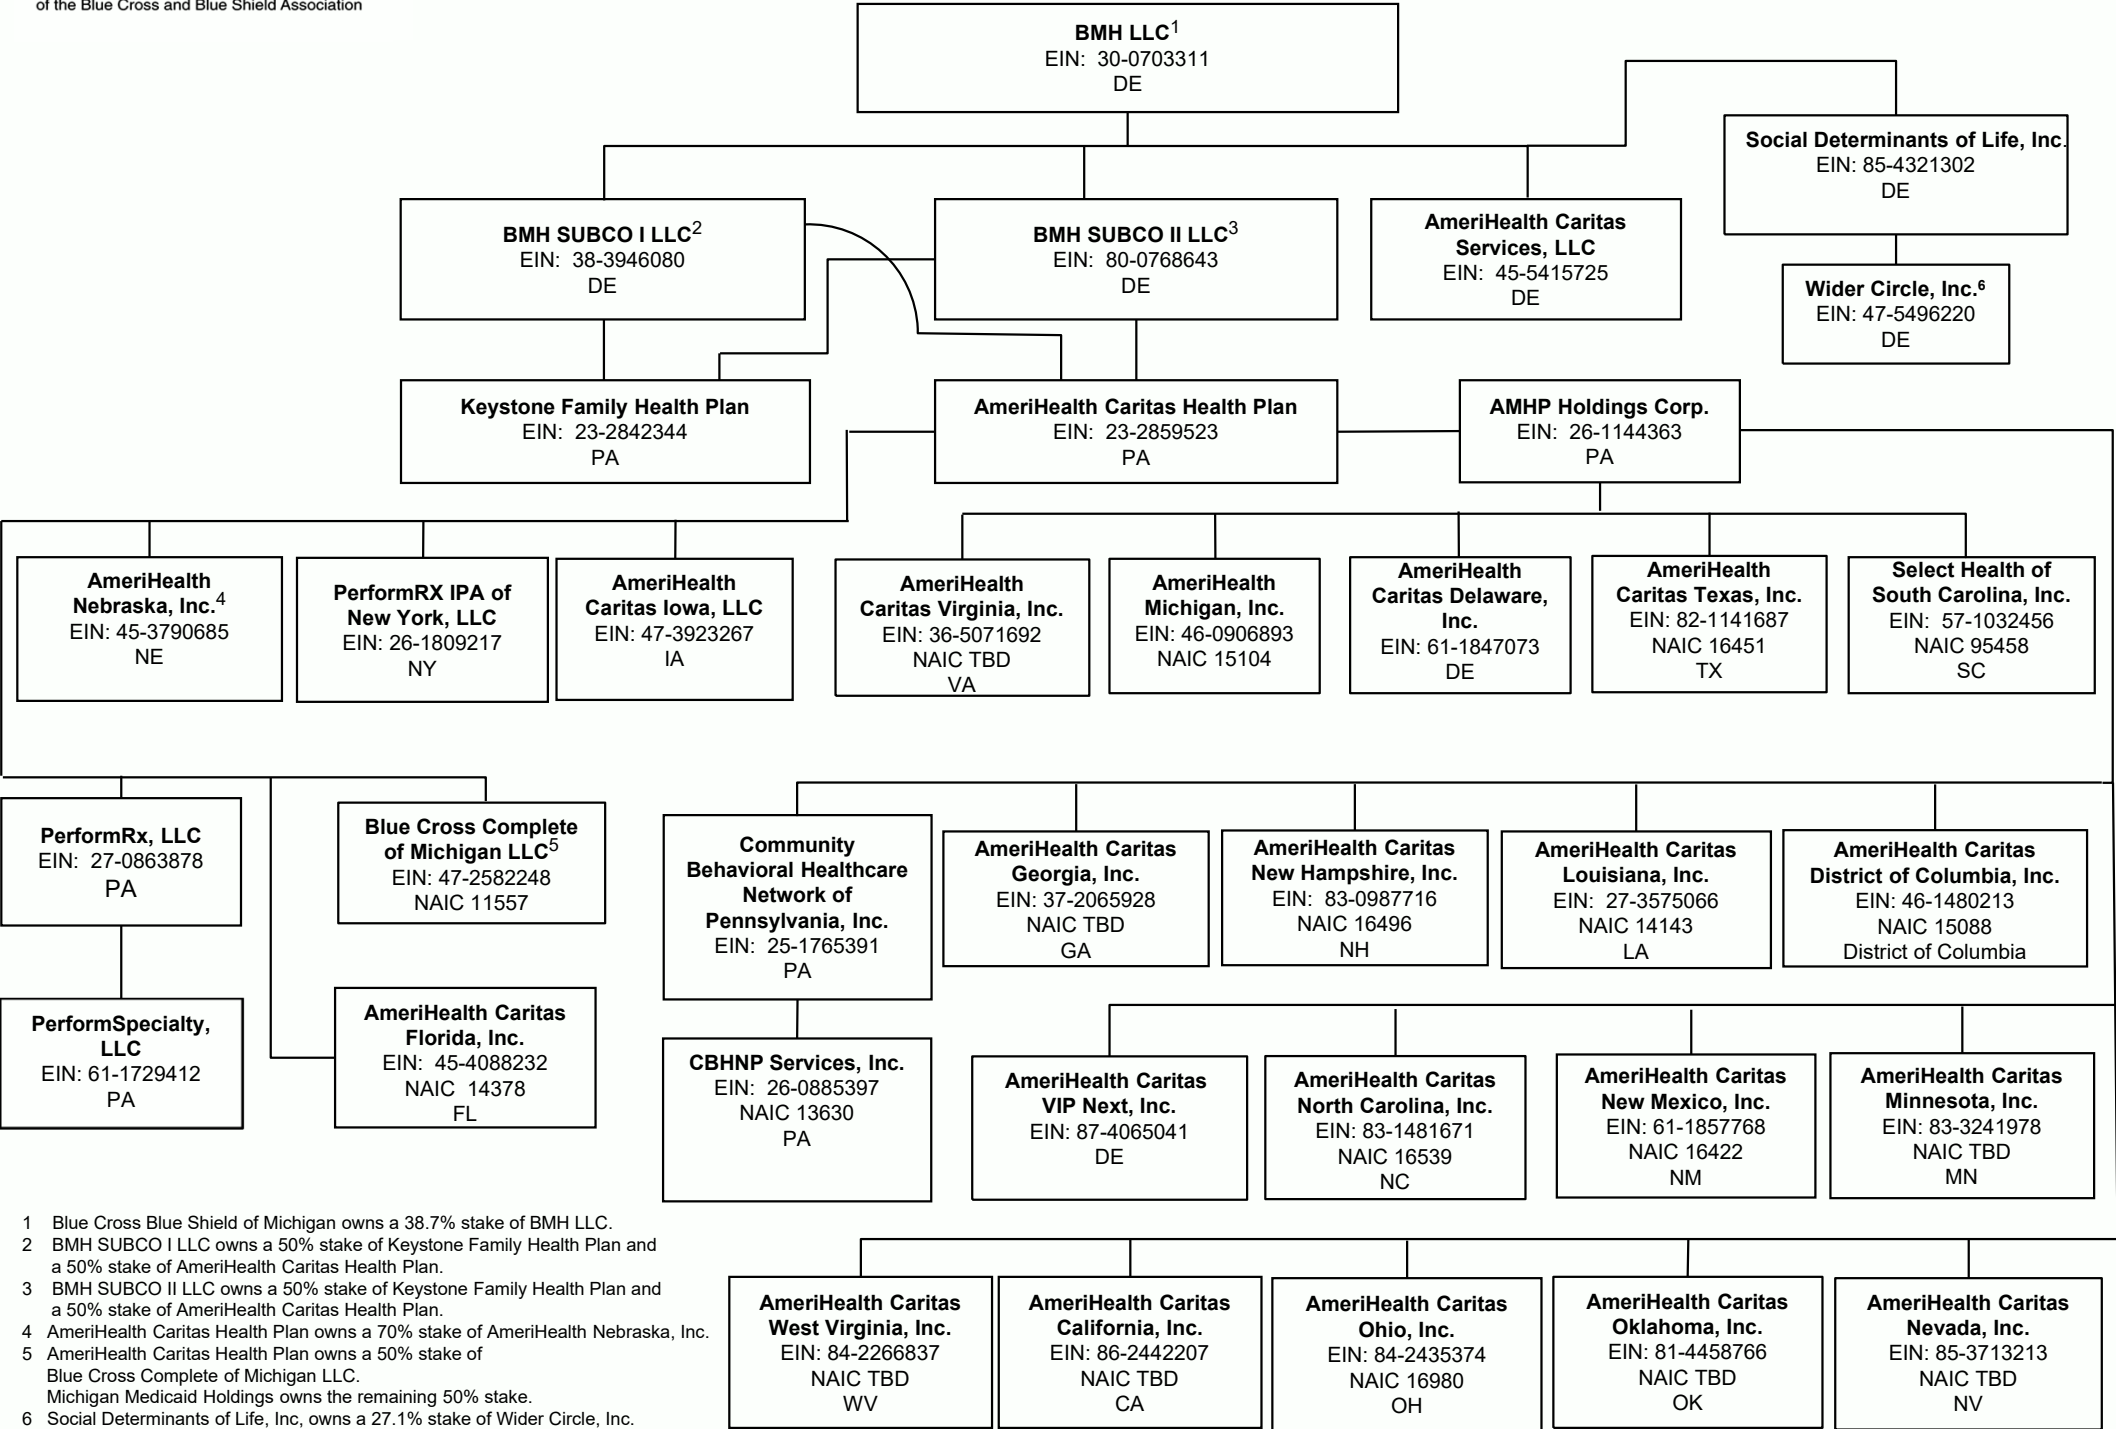 of the Blue Cross and Blue Shield Association
BMH LLC1
EIN: 30-0703311
DE
Social Determinants of Life, Inc.
EIN: 85-4321302
DE
BMH SUBCO I LLC2
EIN: 38-3946080
DE
BMH SUBCO II LLC3
EIN: 80-0768643
DE
AmeriHealth Caritas
Services, LLC
EIN: 45-5415725
DE
Wider Circle, Inc.6
EIN: 47-5496220
DE
Keystone Family Health Plan
EIN: 23-2842344
PA
AmeriHealth Caritas Health Plan
EIN: 23-2859523
PA
AMHP Holdings Corp.
EIN: 26-1144363
PA
AmeriHealth
Nebraska, Inc.4
EIN: 45-3790685
NE
PerformRX IPA of
New York, LLC
EIN: 26-1809217
NY
AmeriHealth
Caritas Iowa, LLC
EIN: 47-3923267
IA
AmeriHealth
Caritas Virginia, Inc.
EIN: 36-5071692
NAIC TBD
VA
AmeriHealth
Michigan, Inc.
EIN: 46-0906893
NAIC 15104
AmeriHealth
Caritas Delaware,
Inc.
EIN: 61-1847073
DE
AmeriHealth
Caritas Texas, Inc.
EIN: 82-1141687
NAIC 16451
TX
Select Health of
South Carolina, Inc.
EIN: 57-1032456
NAIC 95458
SC
PerformRx, LLC
EIN: 27-0863878
PA
Blue Cross Complete
of Michigan LLC5
EIN: 47-2582248
NAIC 11557
Community
Behavioral Healthcare
Network of
Pennsylvania, Inc.
EIN: 25-1765391
PA
AmeriHealth Caritas
Georgia, Inc.
EIN: 37-2065928
NAIC TBD
GA
AmeriHealth Caritas
New Hampshire, Inc.
EIN: 83-0987716
NAIC 16496
NH
AmeriHealth Caritas
Louisiana, Inc.
EIN: 27-3575066
NAIC 14143
LA
AmeriHealth Caritas
District of Columbia, Inc.
EIN: 46-1480213
NAIC 15088
District of Columbia
PerformSpecialty,
LLC
EIN: 61-1729412
PA
AmeriHealth Caritas
Florida, Inc.
EIN: 45-4088232
NAIC 14378
FL
CBHNP Services, Inc.
EIN: 26-0885397
NAIC 13630
PA
AmeriHealth Caritas
VIP Next, Inc.
EIN: 87-4065041
DE
AmeriHealth Caritas
North Carolina, Inc.
EIN: 83-1481671
NAIC 16539
NC
AmeriHealth Caritas
New Mexico, Inc.
EIN: 61-1857768
NAIC 16422
NM
AmeriHealth Caritas
Minnesota, Inc.
EIN: 83-3241978
NAIC TBD
MN
1 Blue Cross Blue Shield of Michigan owns a 38.7% stake of BMH LLC.
2 BMH SUBCO I LLC owns a 50% stake of Keystone Family Health Plan and
a 50% stake of AmeriHealth Caritas Health Plan.
3 BMH SUBCO II LLC owns a 50% stake of Keystone Family Health Plan and
a 50% stake of AmeriHealth Caritas Health Plan.
4 AmeriHealth Caritas Health Plan owns a 70% stake of AmeriHealth Nebraska, Inc.
5 AmeriHealth Caritas Health Plan owns a 50% stake of
Blue Cross Complete of Michigan LLC.
Michigan Medicaid Holdings owns the remaining 50% stake.
6 Social Determinants of Life, Inc, owns a 27.1% stake of Wider Circle, Inc.
AmeriHealth Caritas
West Virginia, Inc.
EIN: 84-2266837
NAIC TBD
WV
AmeriHealth Caritas
California, Inc.
EIN: 86-2442207
NAIC TBD
CA
AmeriHealth Caritas
Ohio, Inc.
EIN: 84-2435374
NAIC 16980
OH
AmeriHealth Caritas
Oklahoma, Inc.
EIN: 81-4458766
NAIC TBD
OK
AmeriHealth Caritas
Nevada, Inc.
EIN: 85-3713213
NAIC TBD
NV